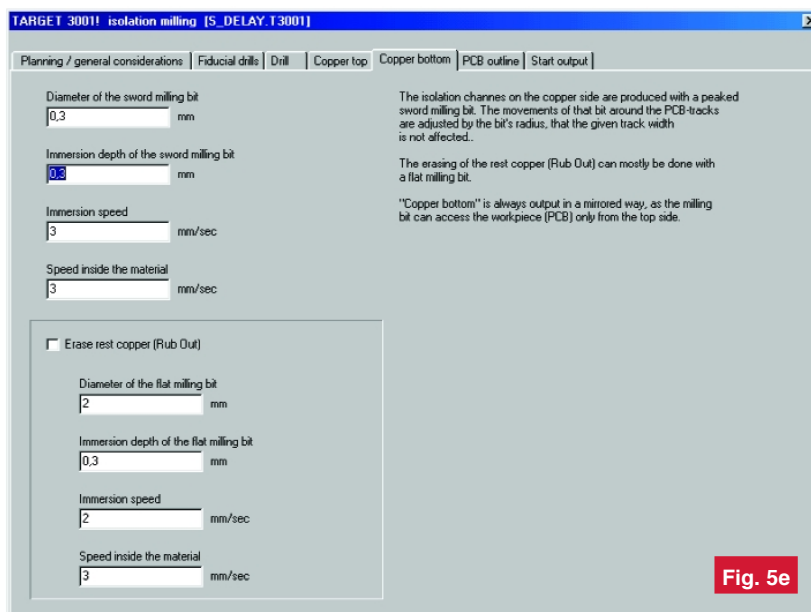 TARGET 3001! isolation milling [S_DELAY.T3001]
Planning / general considerations
Fiducial drills
Drill
Copper top
Copper bottom
PCB outline
Start output
Diameter of the sword milling bit
0,3 mm
Immersion depth of the sword milling bit
0,3 mm
Immersion speed
3 mm/sec
Speed inside the material
3 mm/sec
Erase rest copper (Rub Out)
Diameter of the flat milling bit
2 mm
Immersion depth of the flat milling bit
0,3 mm
Immersion speed
2 mm/sec
Speed inside the material
3 mm/sec
The isolation channes on the copper side are produced with a peaked
sword milling bit. The movements of that bit around the PCB-tracks
are adjusted by the bit's radius, that the given track width
is not affected..
The erasing of the rest copper (Rub Out) can mostly be done with
a flat milling bit.
"Copper bottom" is always output in a mirrored way, as the milling
bit can access the workpiece (PCB) only from the top side.
Fig. 5e